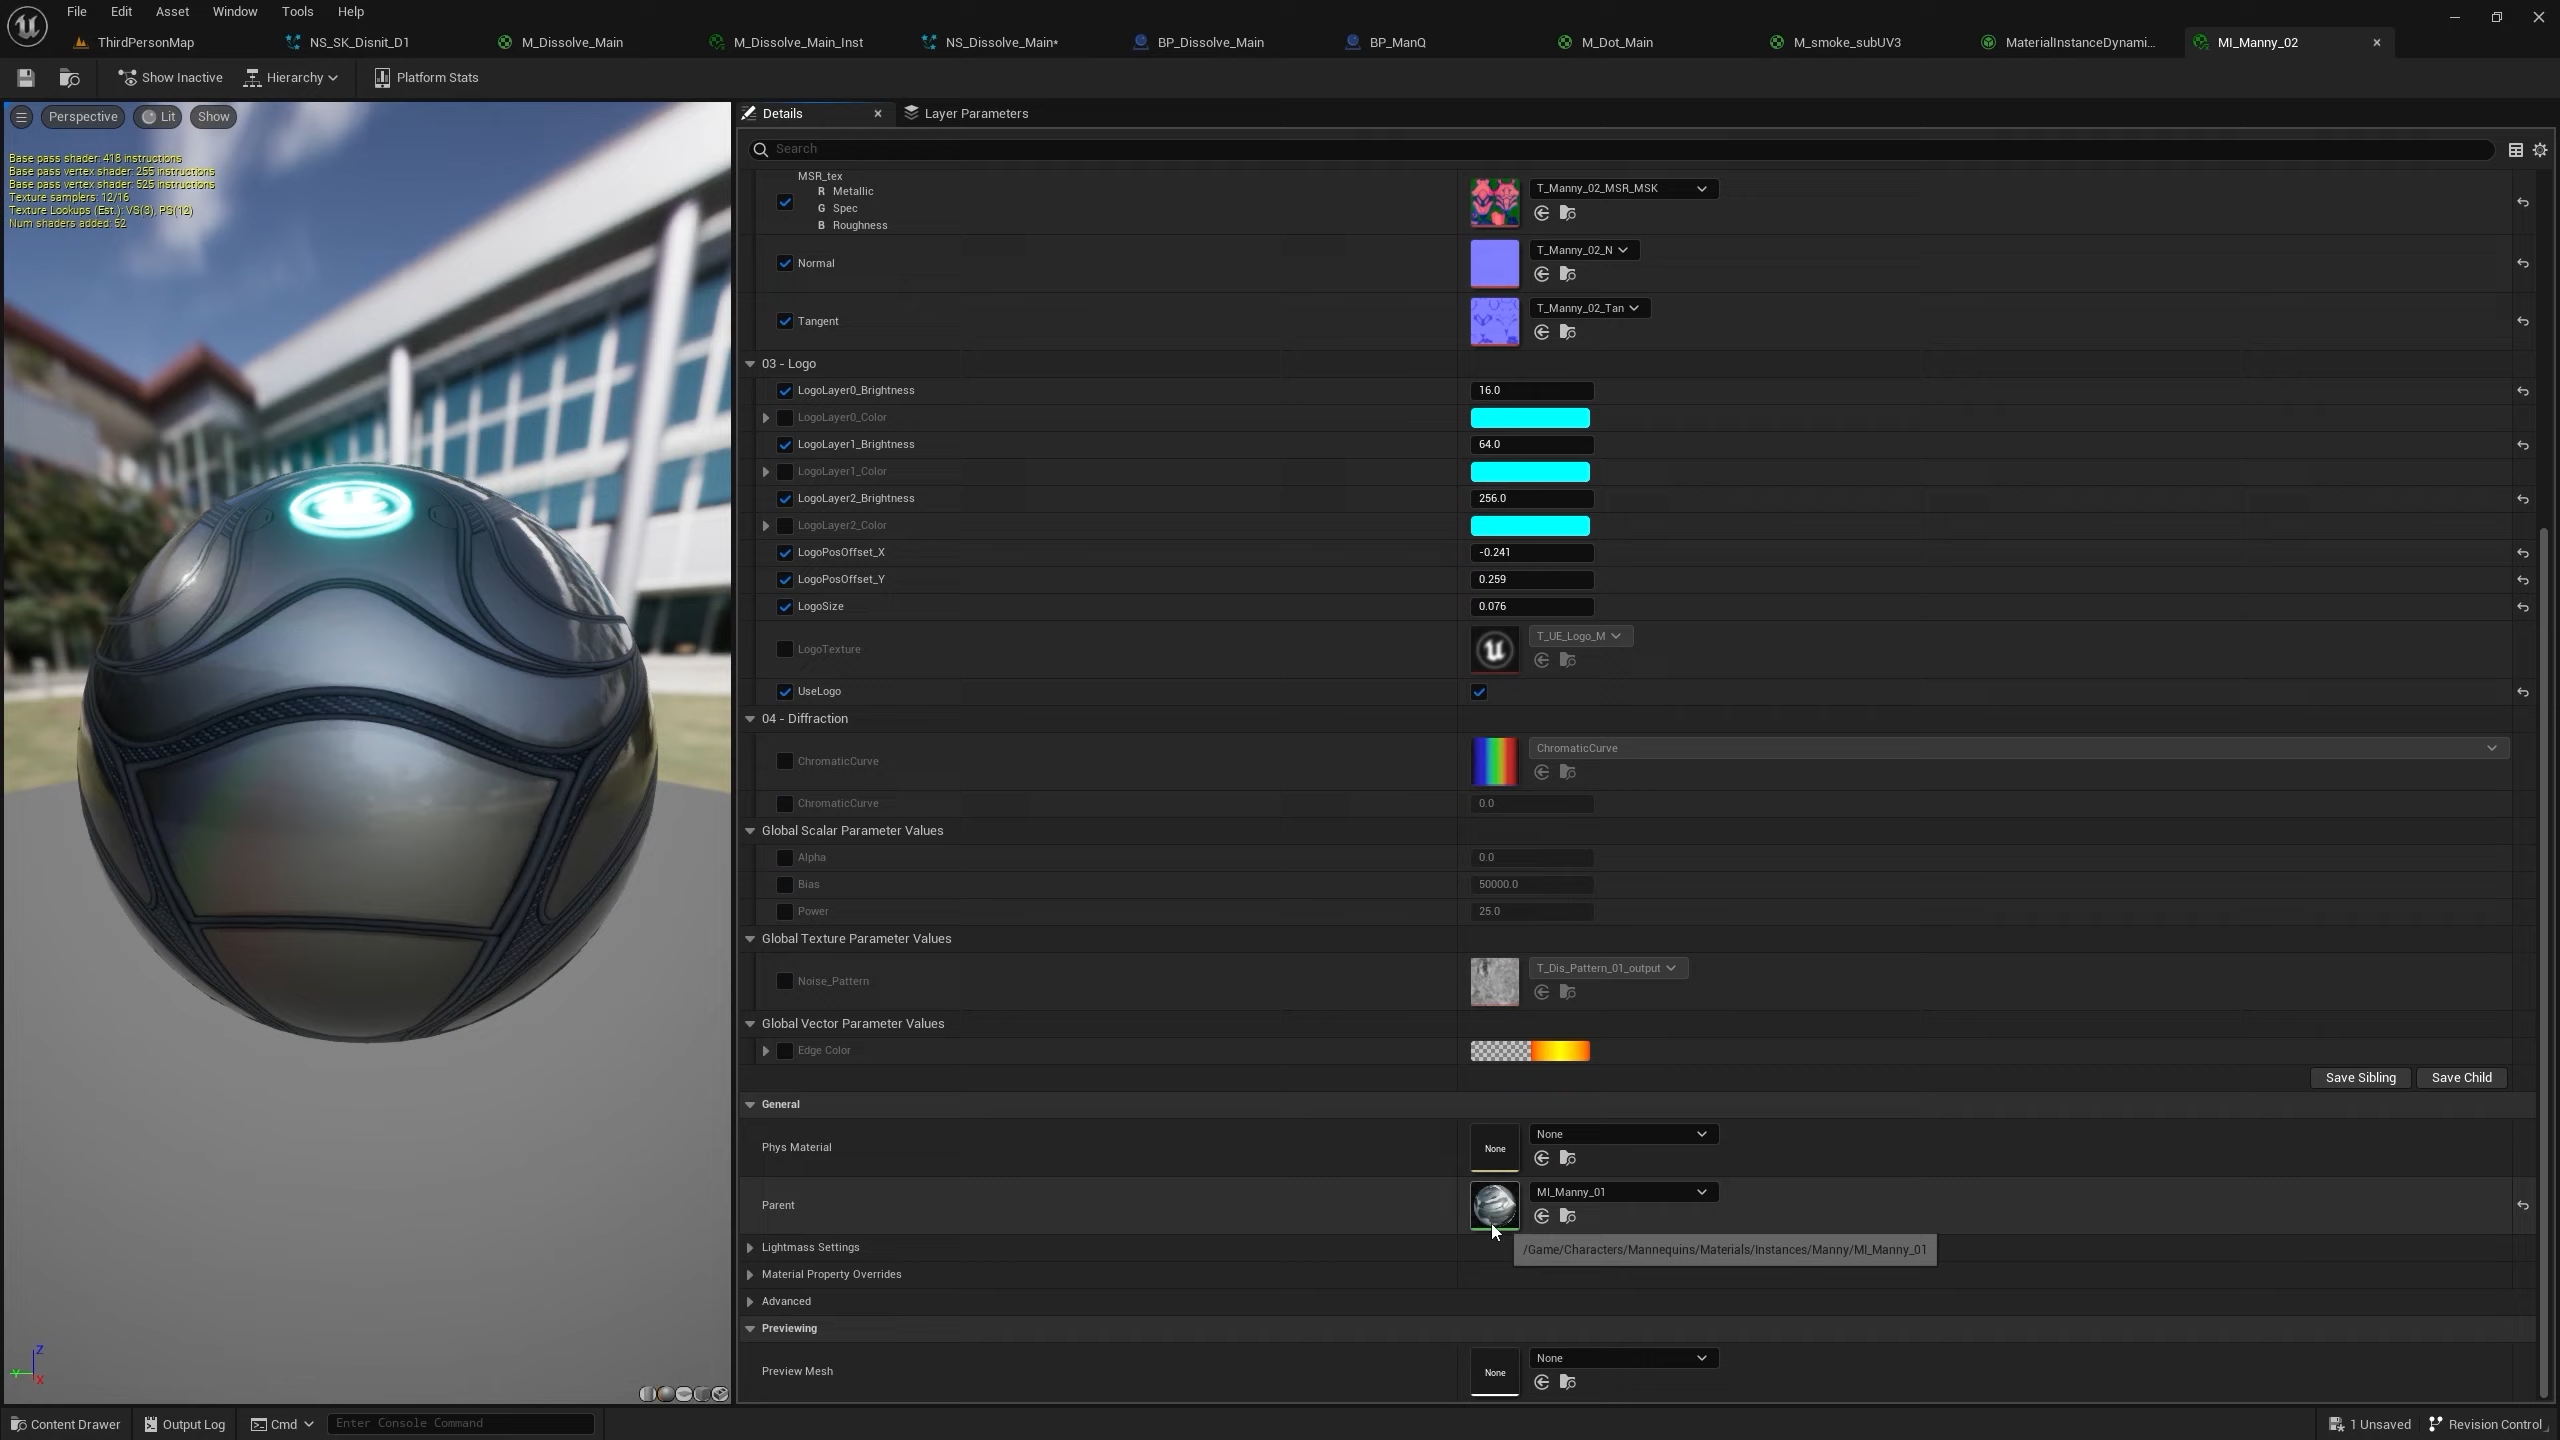 File Edit Asset Window Tools Help
ThirdPersonMap NS_SK_Disnit_D1 M_Dissolve_Main M_Dissolve_Main_Inst NS_Dissolve_Main* BP_Dissolve_Main BP_ManQ M_Dot_Main M_smoke_subUV3 MaterialInstanceDynami... MI_Manny_02
Show Inactive Hierarchy Platform Stats
Perspective Lit Show
Base pass shader: 418 instructions
Base pass vertex shader: 255 instructions
Base pass vertex shader: 525 instructions
Texture samplers: 12/16
Texture Lookups (Est.): VS(3), PS(12)
Num shaders added: 52
Details Layer Parameters
Search
MSR_tex
R Metallic
G Spec
B Roughness
T_Manny_02_MSR_MSK
Normal T_Manny_02_N
Tangent T_Manny_02_Tan
03 - Logo
LogoLayer0_Brightness 16.0
LogoLayer0_Color
LogoLayer1_Brightness 64.0
LogoLayer1_Color
LogoLayer2_Brightness 256.0
LogoLayer2_Color
LogoPosOffset_X -0.241
LogoPosOffset_Y 0.259
LogoSize 0.076
LogoTexture T_UE_Logo_M
UseLogo
04 - Diffraction
ChromaticCurve ChromaticCurve
ChromaticCurve 0.0
Global Scalar Parameter Values
Alpha 0.0
Bias 50000.0
Power 25.0
Global Texture Parameter Values
Noise_Pattern T_Dis_Pattern_01_output
Global Vector Parameter Values
Edge Color
Save Sibling Save Child
General
Phys Material None None
Parent MI_Manny_01
/Game/Characters/Mannequins/Materials/Instances/Manny/MI_Manny_01
Lightmass Settings
Material Property Overrides
Advanced
Previewing
Preview Mesh None None
Z
Y
X
Content Drawer Output Log Cmd Enter Console Command 1 Unsaved Revision Control